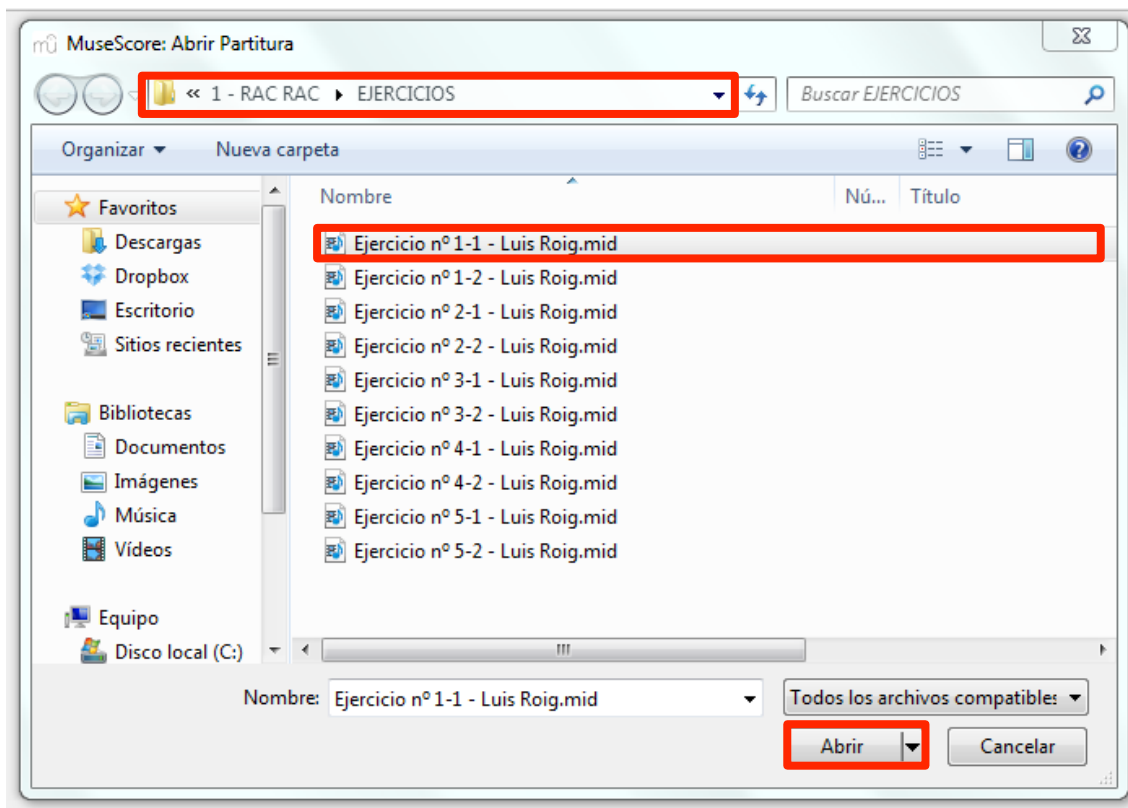 MuseScore: Abrir Partitura
« 1 - RAC RAC ▸ EJERCICIOS
Buscar EJERCICIOS
Organizar
Nueva carpeta
Nombre
Nú...
Título
Favoritos
Descargas
Dropbox
Escritorio
Sitios recientes
Bibliotecas
Documentos
Imágenes
Música
Vídeos
Equipo
Disco local (C:)
Ejercicio nº 1-1 - Luis Roig.mid
Ejercicio nº 1-2 - Luis Roig.mid
Ejercicio nº 2-1 - Luis Roig.mid
Ejercicio nº 2-2 - Luis Roig.mid
Ejercicio nº 3-1 - Luis Roig.mid
Ejercicio nº 3-2 - Luis Roig.mid
Ejercicio nº 4-1 - Luis Roig.mid
Ejercicio nº 4-2 - Luis Roig.mid
Ejercicio nº 5-1 - Luis Roig.mid
Ejercicio nº 5-2 - Luis Roig.mid
Nombre: Ejercicio nº 1-1 - Luis Roig.mid
Todos los archivos compatibles
Abrir
Cancelar